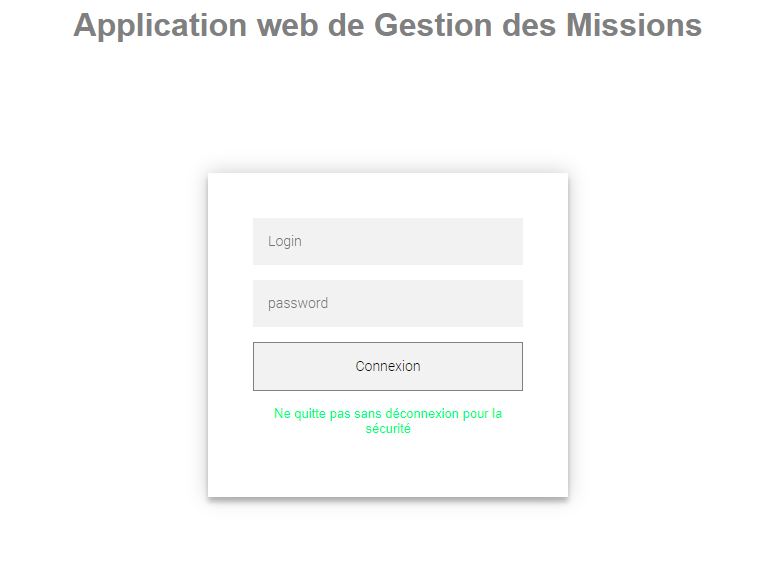 Application web de Gestion des Missions
Login
password
Connexion
Ne quitte pas sans déconnexion pour la
sécurité